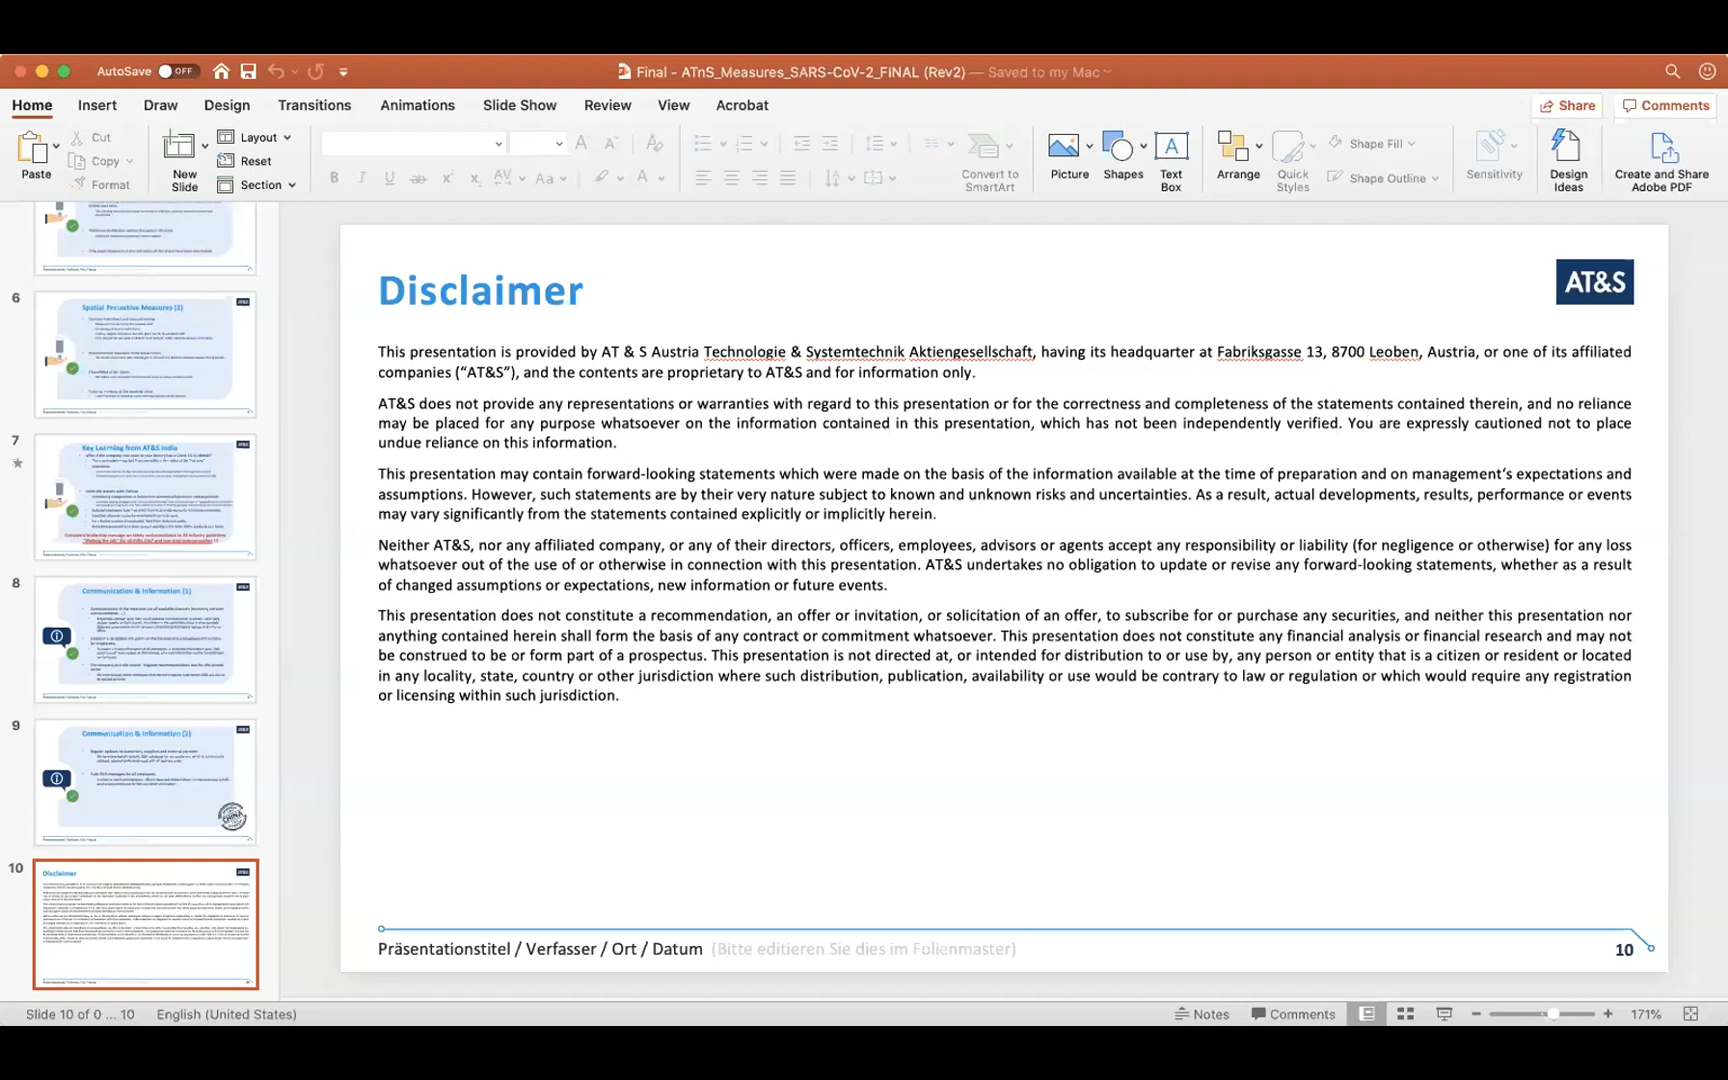 AutoSave OFF
Final - ATnS_Measures_SARS-CoV-2_FINAL (Rev2) — Saved to my Mac
Home Insert Draw Design Transitions Animations Slide Show Review View Acrobat Share Comments
Paste Cut Copy Format
New Slide Layout Reset Section
Convert to SmartArt
Picture Shapes Text Box
Arrange Quick Styles Shape Fill Shape Outline
Sensitivity Design Ideas Create and Share Adobe PDF
6
Spatial Protective Measures (2)
7
Key Learning from AT&S India
8
Communication & Information (1)
9
Communication & Information (2)
CHINA
10
Disclaimer
Disclaimer
AT&S
This presentation is provided by AT & S Austria Technologie & Systemtechnik Aktiengesellschaft, having its headquarter at Fabriksgasse 13, 8700 Leoben, Austria, or one of its affiliated
companies (“AT&S”), and the contents are proprietary to AT&S and for information only.
AT&S does not provide any representations or warranties with regard to this presentation or for the correctness and completeness of the statements contained therein, and no reliance
may be placed for any purpose whatsoever on the information contained in this presentation, which has not been independently verified. You are expressly cautioned not to place
undue reliance on this information.
This presentation may contain forward-looking statements which were made on the basis of the information available at the time of preparation and on management‘s expectations and
assumptions. However, such statements are by their very nature subject to known and unknown risks and uncertainties. As a result, actual developments, results, performance or events
may vary significantly from the statements contained explicitly or implicitly herein.
Neither AT&S, nor any affiliated company, or any of their directors, officers, employees, advisors or agents accept any responsibility or liability (for negligence or otherwise) for any loss
whatsoever out of the use of or otherwise in connection with this presentation. AT&S undertakes no obligation to update or revise any forward-looking statements, whether as a result
of changed assumptions or expectations, new information or future events.
This presentation does not constitute a recommendation, an offer or invitation, or solicitation of an offer, to subscribe for or purchase any securities, and neither this presentation nor
anything contained herein shall form the basis of any contract or commitment whatsoever. This presentation does not constitute any financial analysis or financial research and may not
be construed to be or form part of a prospectus. This presentation is not directed at, or intended for distribution to or use by, any person or entity that is a citizen or resident or located
in any locality, state, country or other jurisdiction where such distribution, publication, availability or use would be contrary to law or regulation or which would require any registration
or licensing within such jurisdiction.
Präsentationstitel / Verfasser / Ort / Datum (Bitte editieren Sie dies im Folienmaster) 10
Slide 10 of 0 ... 10 English (United States) Notes Comments 171%